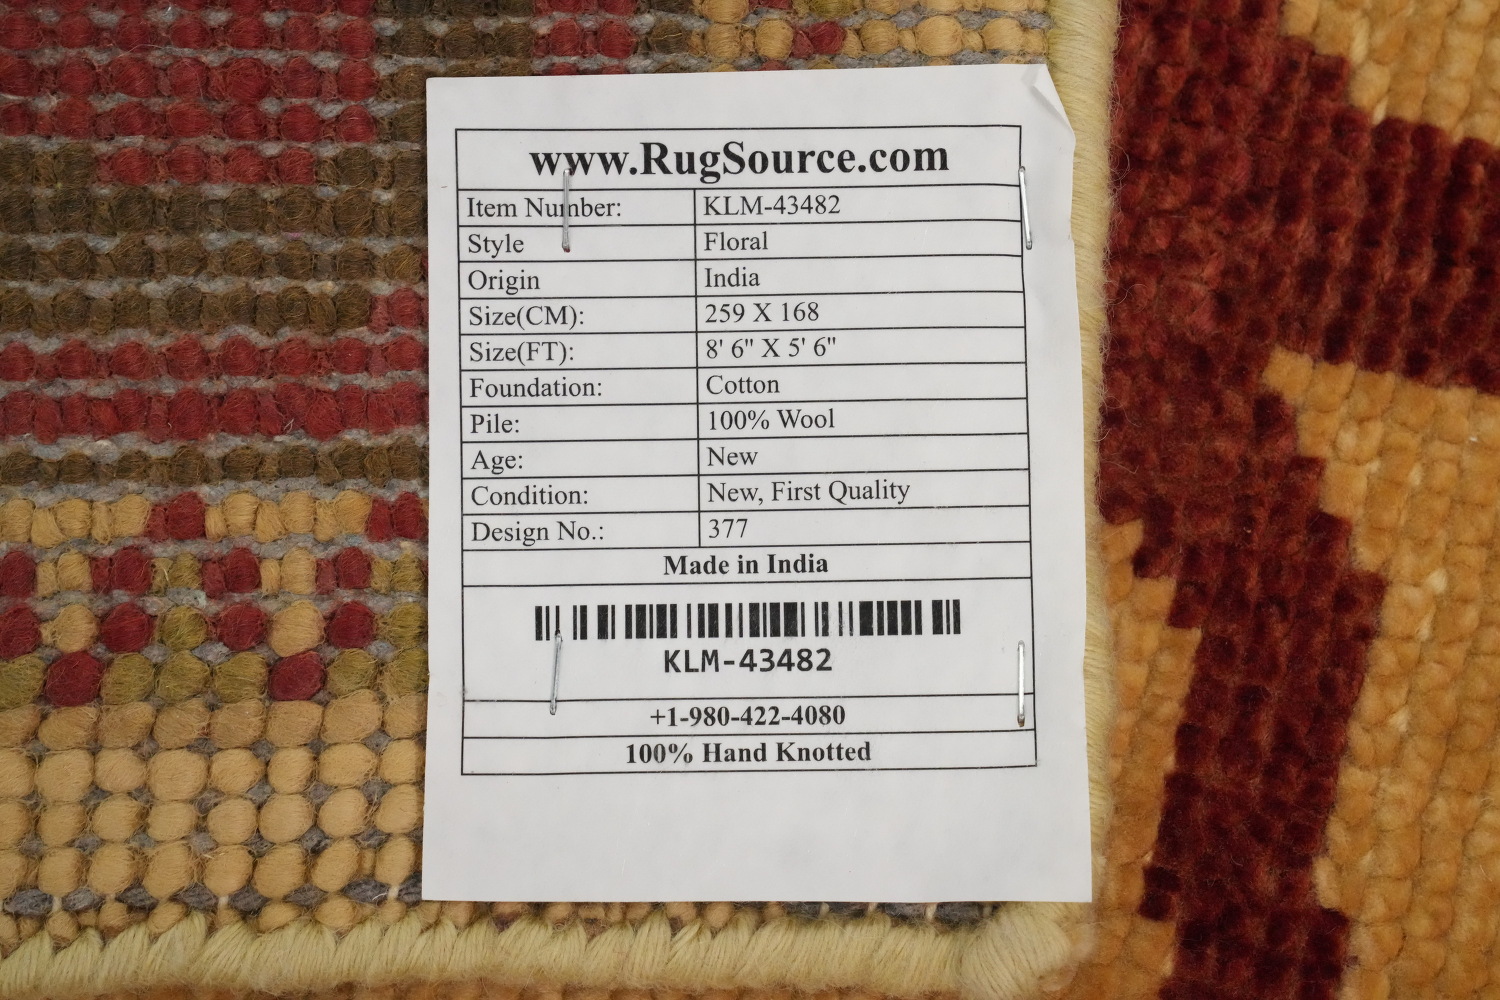 www.RugSource.com
Item Number: KLM-43482
Style Floral
Origin India
Size(CM): 259 X 168
Size(FT): 8' 6" X 5' 6"
Foundation: Cotton
Pile: 100% Wool
Age: New
Condition: New, First Quality
Design No.: 377
Made in India
KLM-43482
+1-980-422-4080
100% Hand Knotted